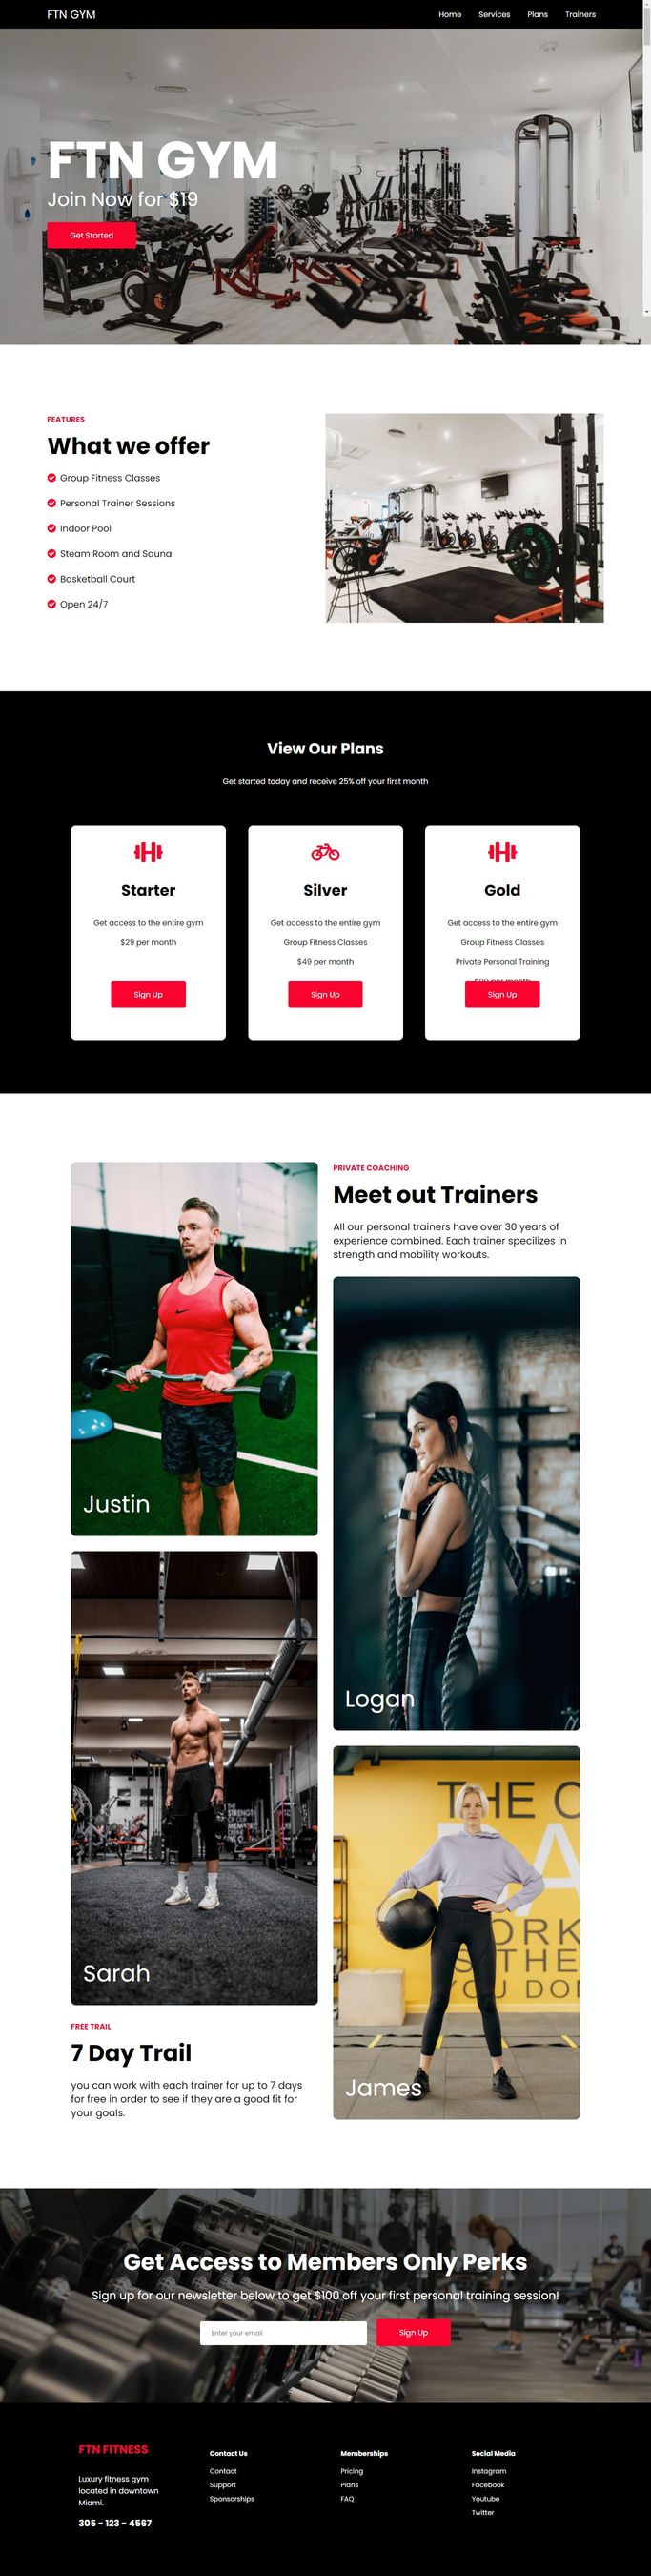 FTN GYM
Home Services Plans Trainers
FTN GYM
Join Now for $19
Get Started
FEATURES
What we offer
Group Fitness Classes
Personal Trainer Sessions
Indoor Pool
Steam Room and Sauna
Basketball Court
Open 24/7
View Our Plans
Get started today and receive 25% off your first month
Starter
Get access to the entire gym
$29 per month
Sign Up
Silver
Get access to the entire gym
Group Fitness Classes
$49 per month
Sign Up
Gold
Get access to the entire gym
Group Fitness Classes
Private Personal Training
per month
Sign Up
Justin
PRIVATE COACHING
Meet out Trainers
All our personal trainers have over 30 years of
experience combined. Each trainer specilizes in
strength and mobility workouts.
Logan
Sarah
THE
ORK
THE
YOU DO
James
FREE TRAIL
7 Day Trail
you can work with each trainer for up to 7 days
for free in order to see if they are a good fit for
your goals.
Get Access to Members Only Perks
Sign up for our newsletter below to get $100 off your first personal training session!
Enter your email
Sign Up
FTN FITNESS
Luxury fitness gym
located in downtown
Miami.
305 - 123 - 4567
Contact Us
Contact
Support
Sponsorships
Memberships
Pricing
Plans
FAQ
Social Media
Instagram
Facebook
Youtube
Twitter